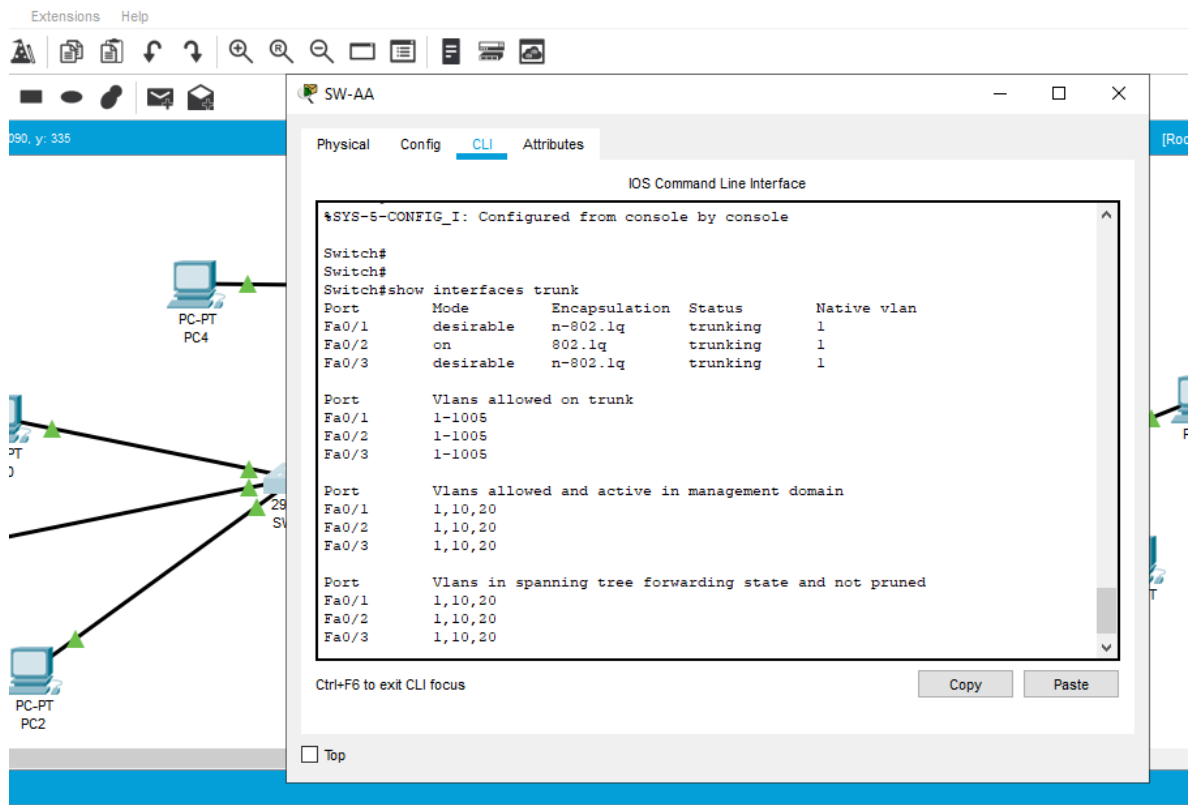 Extensions Help
SW-AA
090, y: 335
[Roo
Physical Config CLI Attributes
IOS Command Line Interface
%SYS-5-CONFIG_I: Configured from console by console
Switch#
Switch#
Switch#show interfaces trunk
Port Mode Encapsulation Status Native vlan
Fa0/1 desirable n-802.1q trunking 1
Fa0/2 on 802.1q trunking 1
Fa0/3 desirable n-802.1q trunking 1
Port Vlans allowed on trunk
Fa0/1 1-1005
Fa0/2 1-1005
Fa0/3 1-1005
Port Vlans allowed and active in management domain
Fa0/1 1,10,20
Fa0/2 1,10,20
Fa0/3 1,10,20
Port Vlans in spanning tree forwarding state and not pruned
Fa0/1 1,10,20
Fa0/2 1,10,20
Fa0/3 1,10,20
Ctrl+F6 to exit CLI focus
Copy Paste
Top
PC-PT
PC4
PT
29
SW
PC-PT
PC2